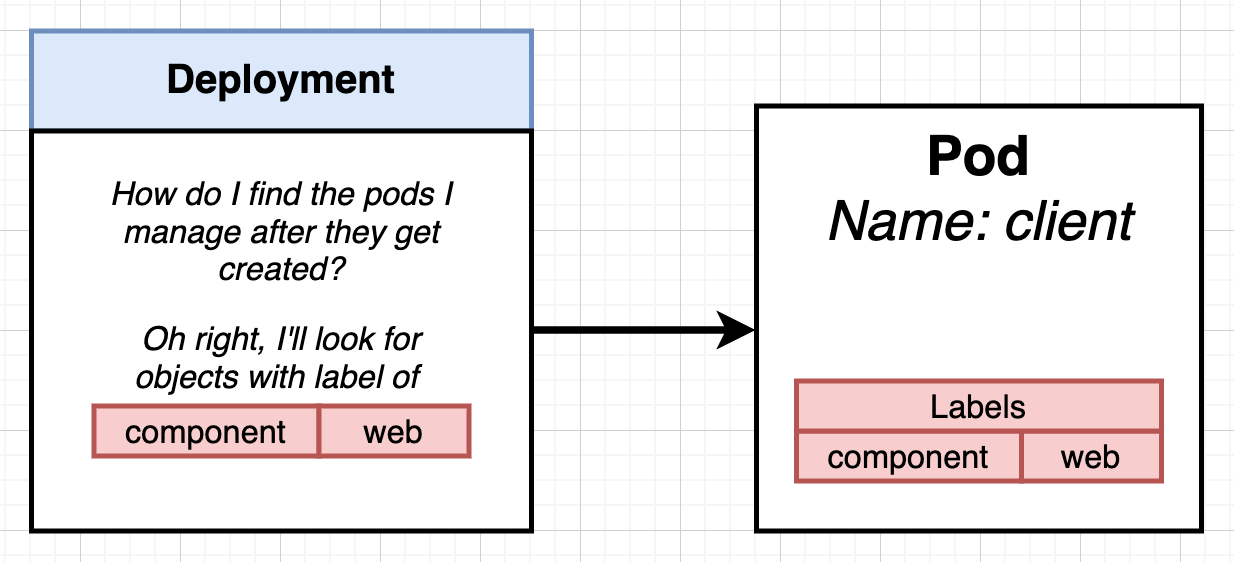 Deployment
How do I find the pods I
manage after they get
created?
Oh right, I'll look for
objects with label of
component web
Pod
Name: client
Labels
component web